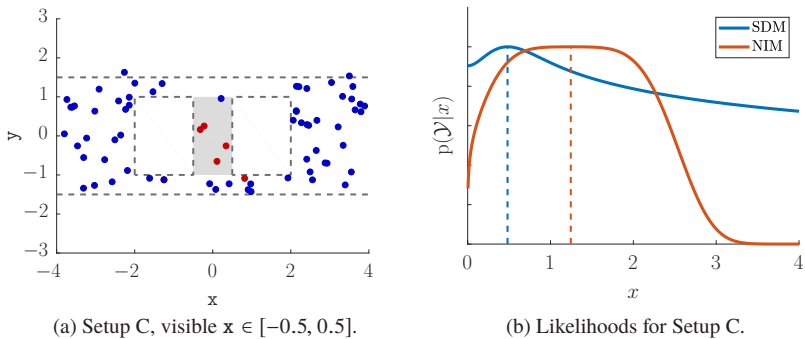 3
2
1
0
−1
−2
−3
y
−4
−2
0
2
4
x
(a) Setup C, visible x ∈ [−0.5, 0.5].
SDM
NIM
p(𝒴|x)
0
1
2
3
4
x
(b) Likelihoods for Setup C.